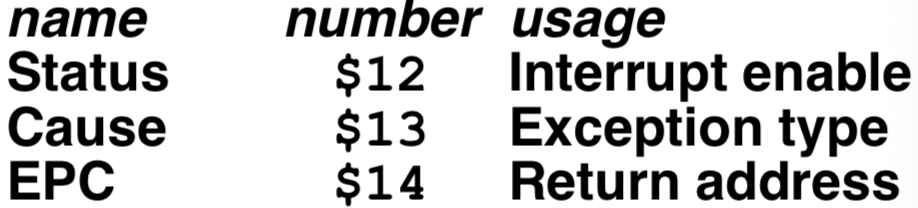 name number usage
Status $12 Interrupt enable
Cause $13 Exception type
EPC $14 Return address